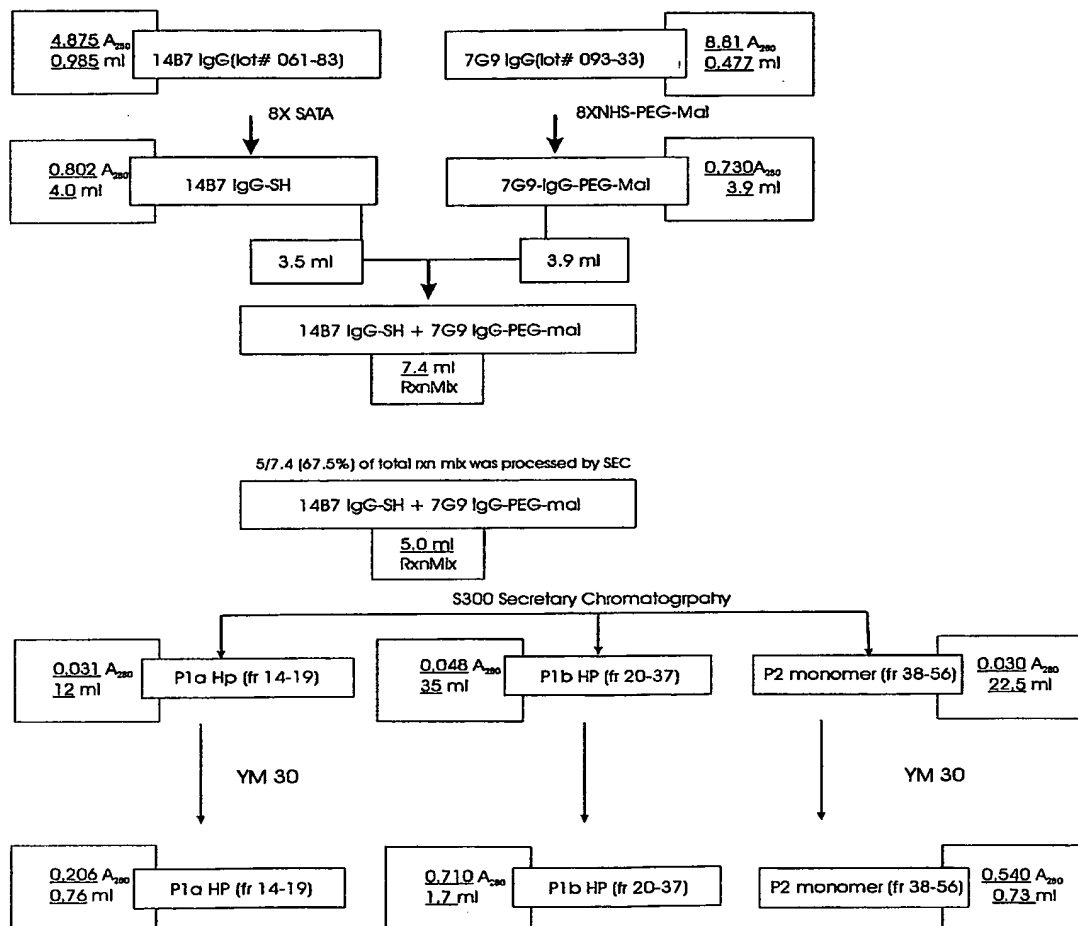 4.875 A280
0.985 ml
14B7 IgG(lot# 061-83)
7G9 IgG(lot# 093-33)
8.81 A280
0.477 ml
8X SATA
8XNHS-PEG-Mal
0.802 A280
4.0 ml
14B7 IgG-SH
7G9-IgG-PEG-Mal
0.730A280
3.9 ml
3.5 ml
3.9 ml
14B7 IgG-SH + 7G9 IgG-PEG-mal
7.4 ml
RxnMix
5/7.4 (67.5%) of total rxn mix was processed by SEC
14B7 IgG-SH + 7G9 IgG-PEG-mal
5.0 ml
RxnMix
S300 Secretary Chromatogrpahy
0.031 A280
12 ml
P1a Hp (fr 14-19)
0.048 A280
35 ml
P1b HP (fr 20-37)
P2 monomer (fr 38-56)
0.030 A280
22.5 ml
YM 30
YM 30
0.206 A280
0.76 ml
P1a HP (fr 14-19)
0.710 A280
1.7 ml
P1b HP (fr 20-37)
P2 monomer (fr 38-56)
0.540 A280
0.73 ml